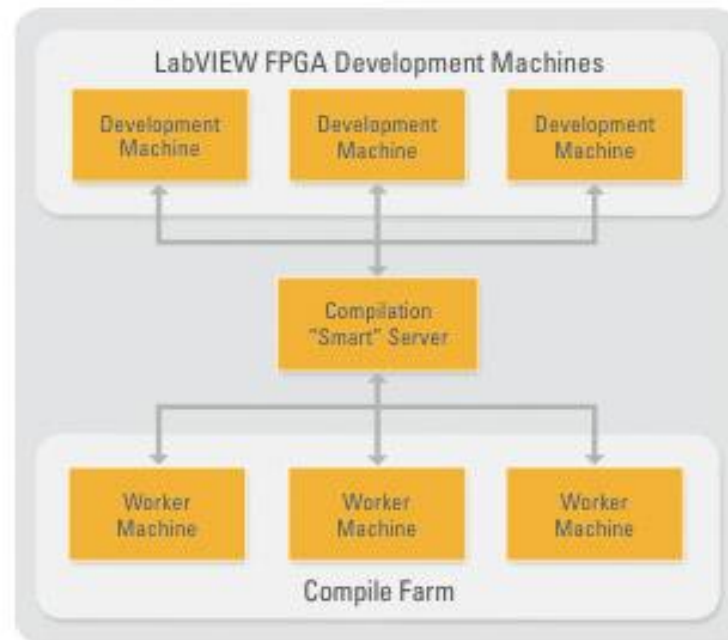 LabVIEW FPGA Development Machines
Development
Machine
Development
Machine
Development
Machine
Compilation
"Smart" Server
Worker
Machine
Worker
Machine
Worker
Machine
Compile Farm